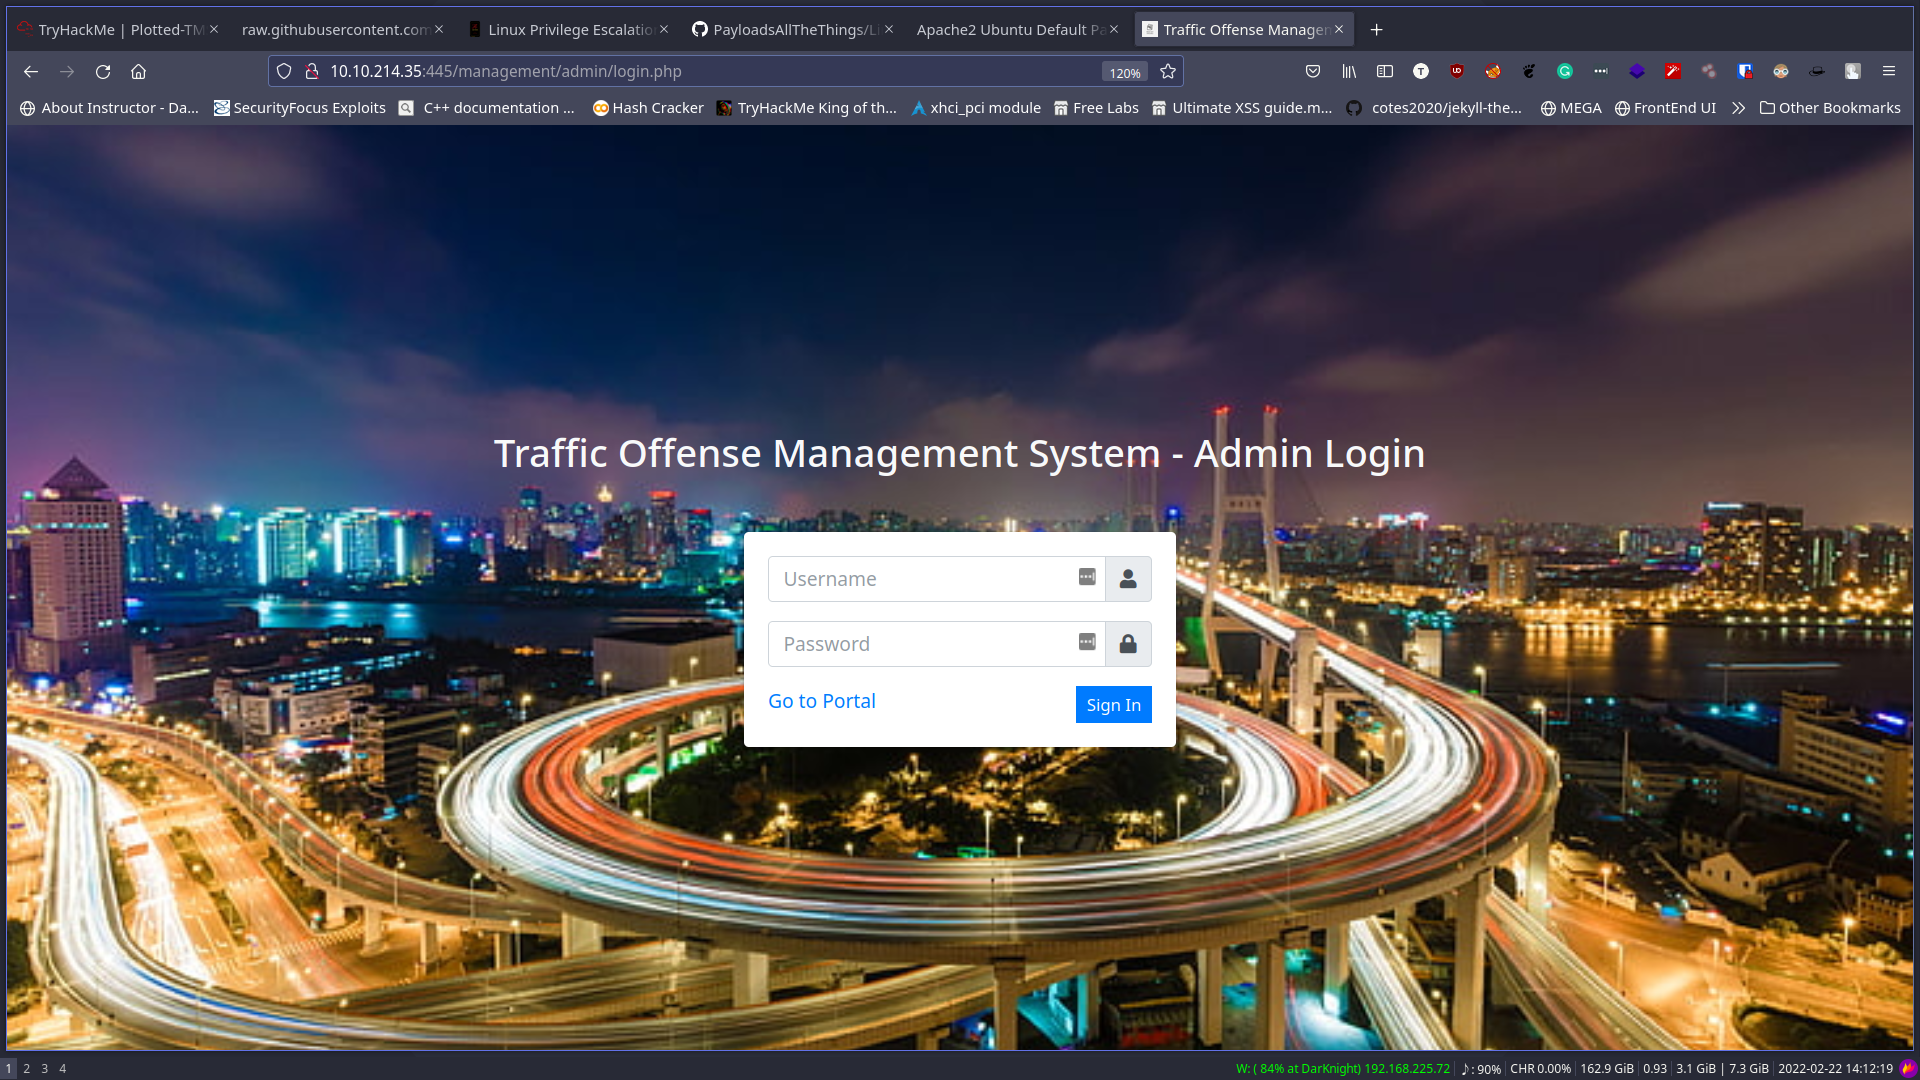 TryHackMe | Plotted-TM
raw.githubusercontent.com
Linux Privilege Escalation
PayloadsAllTheThings/Li
Apache2 Ubuntu Default Pa
Traffic Offense Managem
10.10.214.35:445/management/admin/login.php
120%
About Instructor - Da...
SecurityFocus Exploits
C++ documentation ...
Hash Cracker
TryHackMe King of th...
xhci_pci module
Free Labs
Ultimate XSS guide.m...
cotes2020/jekyll-the...
MEGA
FrontEnd UI
Other Bookmarks
Traffic Offense Management System - Admin Login
Username
Password
Go to Portal
Sign In
1 2 3 4
W: ( 84% at DarKnight) 192.168.225.72
♪: 90%
CHR 0.00%
162.9 GiB
0.93
3.1 GiB | 7.3 GiB
2022-02-22 14:12:19